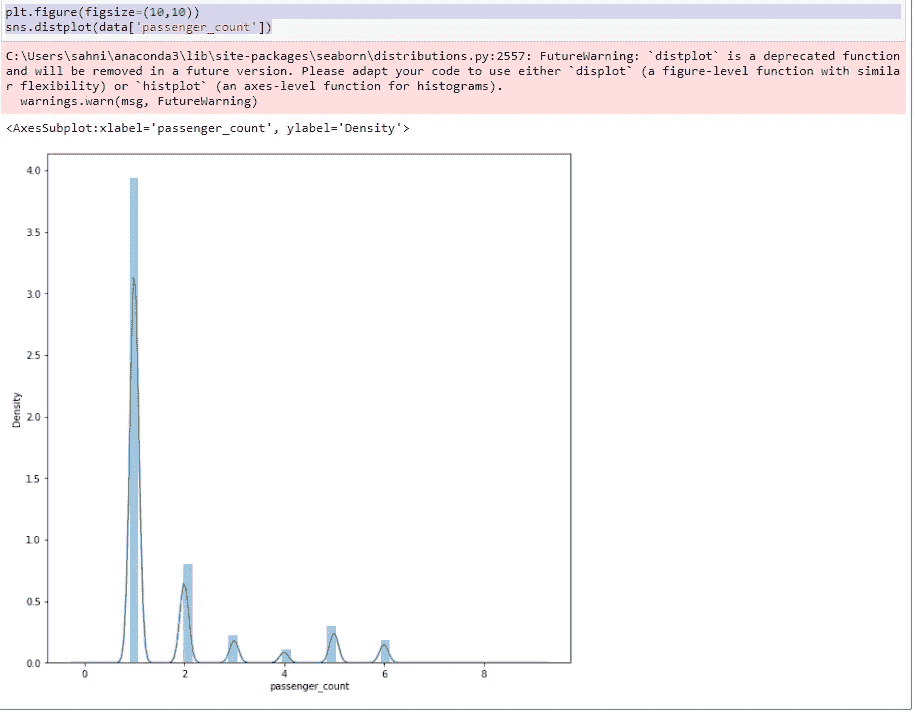 plt.figure(figsize=(10,10))
sns.distplot(data['passenger_count'])
C:\Users\sahni\anaconda3\lib\site-packages\seaborn\distributions.py:2557: FutureWarning: `distplot` is a deprecated function
and will be removed in a future version. Please adapt your code to use either `displot` (a figure-level function with simila
r flexibility) or `histplot` (an axes-level function for histograms).
warnings.warn(msg, FutureWarning)
<AxesSubplot:xlabel='passenger_count', ylabel='Density'>
4.0
3.5
3.0
2.5
2.0
1.5
1.0
0.5
0.0
Density
0 2 4 6 8
passenger_count